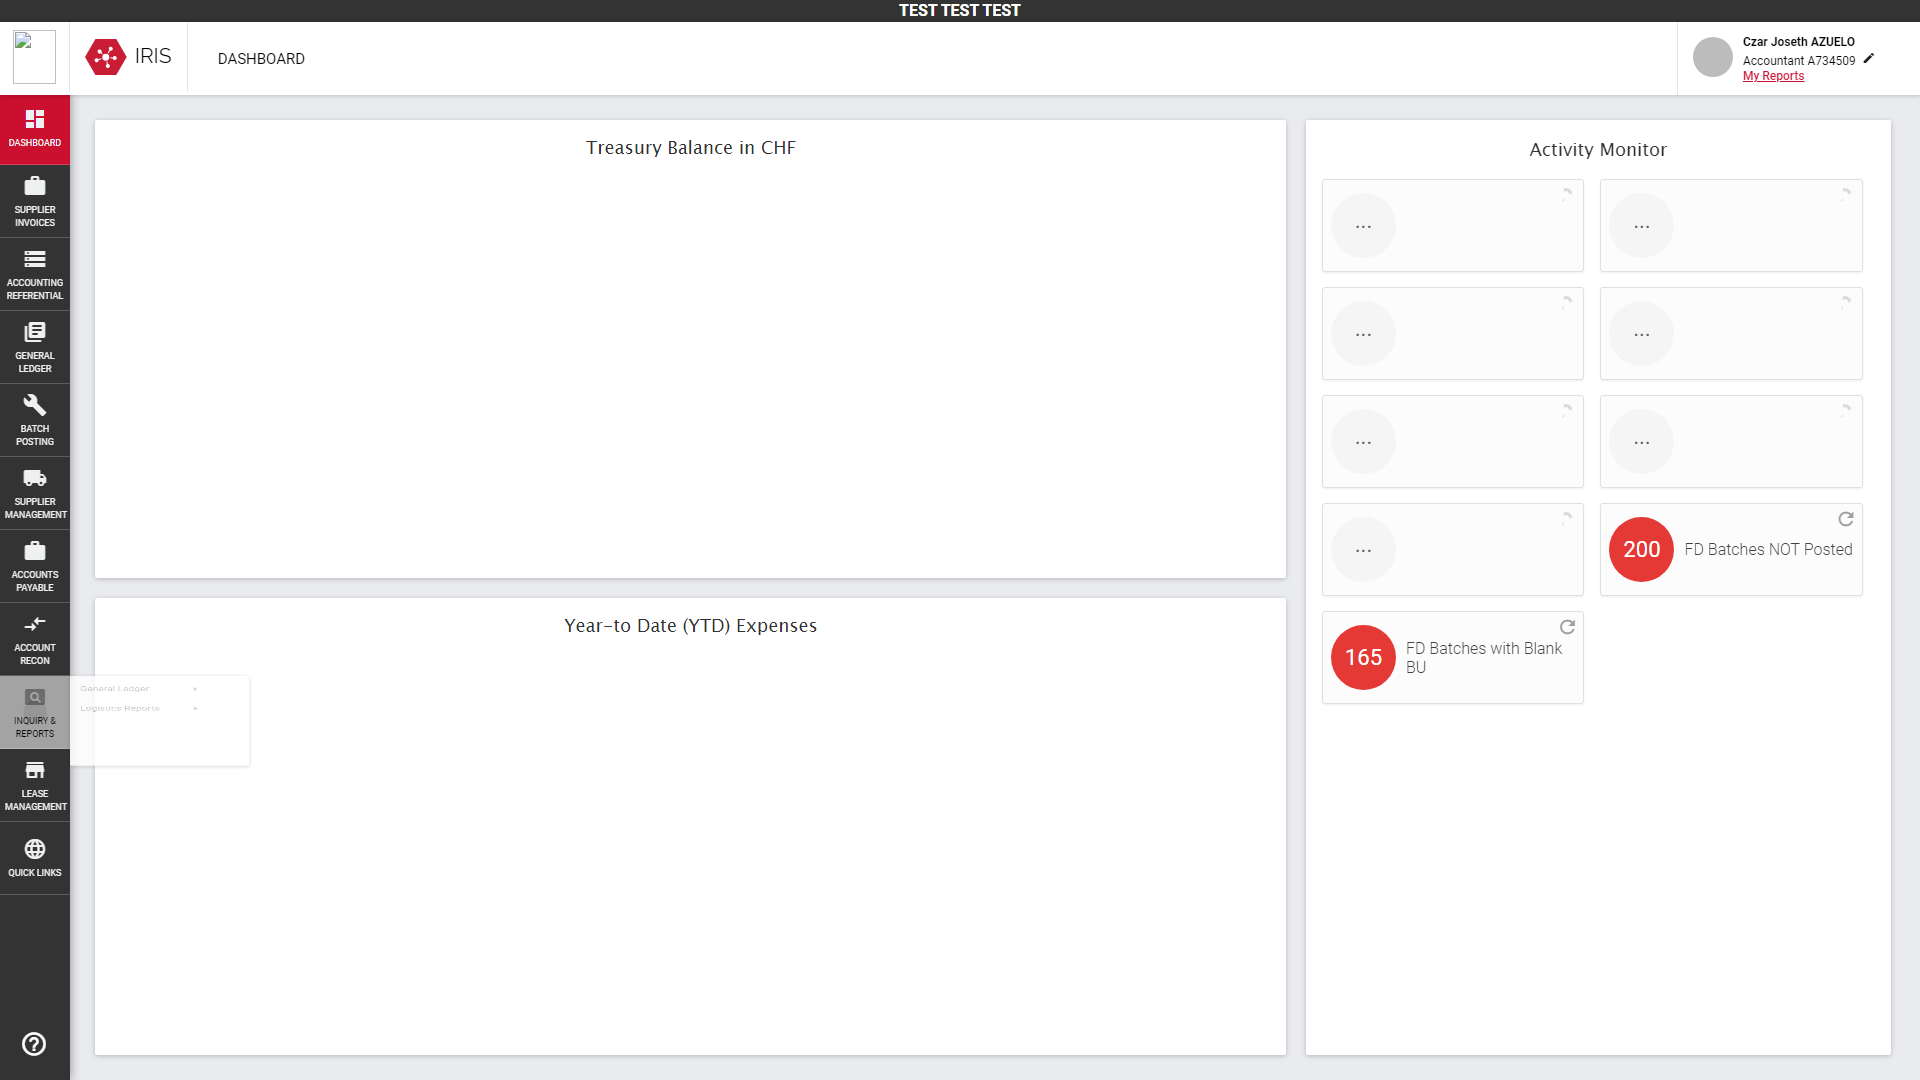 TEST TEST TEST
IRIS
DASHBOARD
Czar Joseth AZUELO
Accountant A734509
My Reports
DASHBOARD
SUPPLIER
INVOICES
ACCOUNTING
REFERENTIAL
GENERAL
LEDGER
BATCH
POSTING
SUPPLIER
MANAGEMENT
ACCOUNTS
PAYABLE
ACCOUNT
RECON
INQUIRY &
REPORTS
LEASE
MANAGEMENT
QUICK LINKS
General Ledger
Logistics Reports
Treasury Balance in CHF
Year-to Date (YTD) Expenses
Activity Monitor
...
...
...
...
...
...
...
200 FD Batches NOT Posted
165 FD Batches with Blank
BU